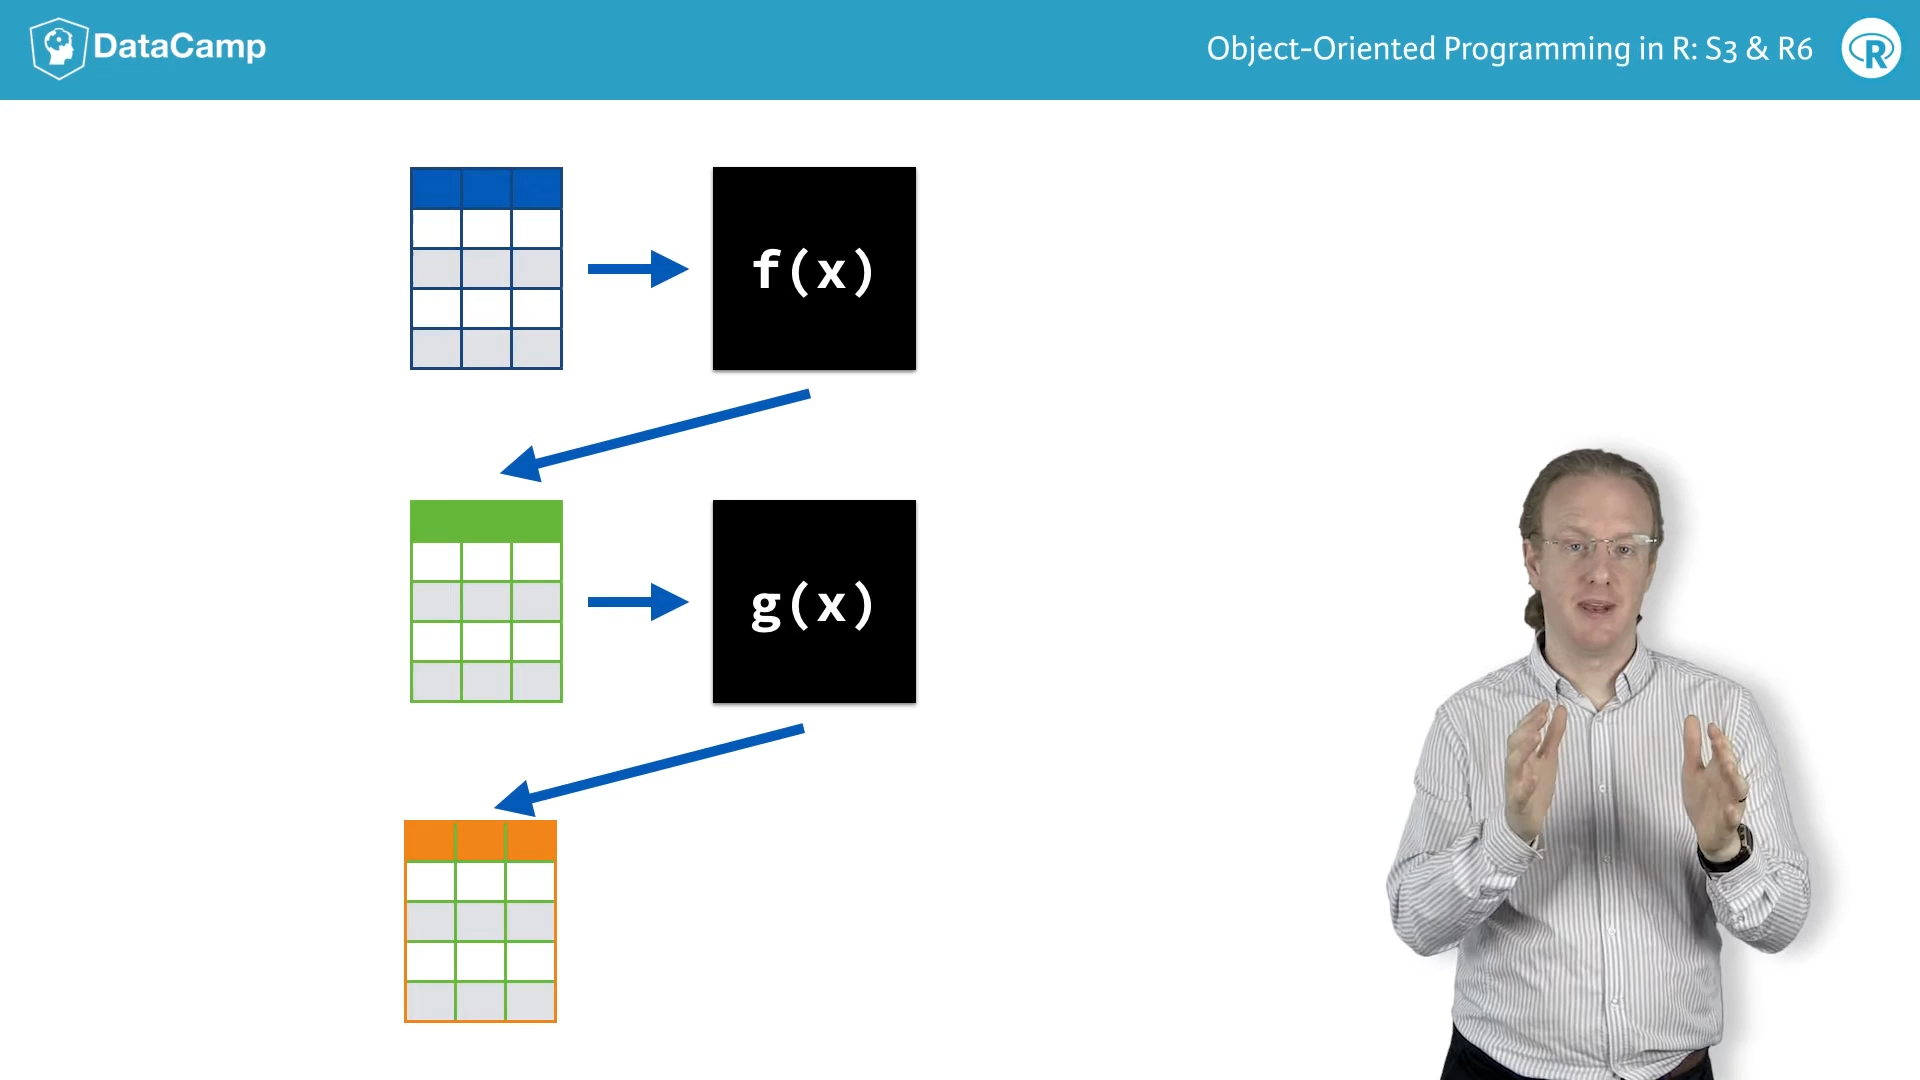 DataCamp
Object-Oriented Programming in R: S3 & R6
R
f(x)
g(x)